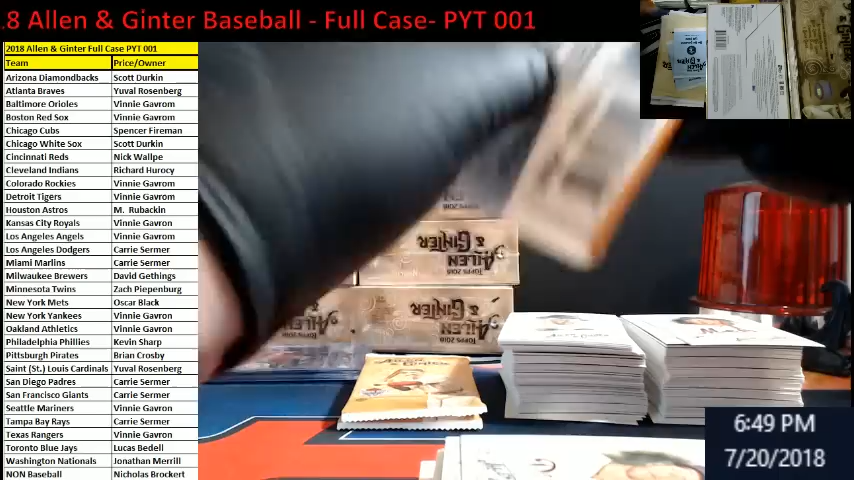 .8 Allen & Ginter Baseball - Full Case- PYT 001
2018 Allen & Ginter Full Case PYT 001
Team Price/Owner
Arizona Diamondbacks Scott Durkin
Atlanta Braves Yuval Rosenberg
Baltimore Orioles Vinnie Gavrom
Boston Red Sox Vinnie Gavrom
Chicago Cubs Spencer Fireman
Chicago White Sox Scott Durkin
Cincinnati Reds Nick Wallpe
Cleveland Indians Richard Hurocy
Colorado Rockies Vinnie Gavrom
Detroit Tigers Vinnie Gavrom
Houston Astros M. Rubackin
Kansas City Royals Vinnie Gavron
Los Angeles Angels Vinnie Gavrom
Los Angeles Dodgers Carrie Sermer
Miami Marlins Carrie Sermer
Milwaukee Brewers David Gethings
Minnesota Twins Zach Piepenburg
New York Mets Oscar Black
New York Yankees Vinnie Gavron
Oakland Athletics Vinnie Gavron
Philadelphia Phillies Kevin Sharp
Pittsburgh Pirates Brian Crosby
Saint (St.) Louis Cardinals Yuval Rosenberg
San Diego Padres Carrie Sermer
San Francisco Giants Carrie Sermer
Seattle Mariners Vinnie Gavron
Tampa Bay Rays Carrie Sermer
Texas Rangers Vinnie Gavron
Toronto Blue Jays Lucas Bedell
Washington Nationals Jonathan Merrill
NON Baseball Nicholas Brockert
ALLEN & GINTER
TOPPS 2018
ALLEN & GINTER
TOPPS 2018
6:49 PM
7/20/2018